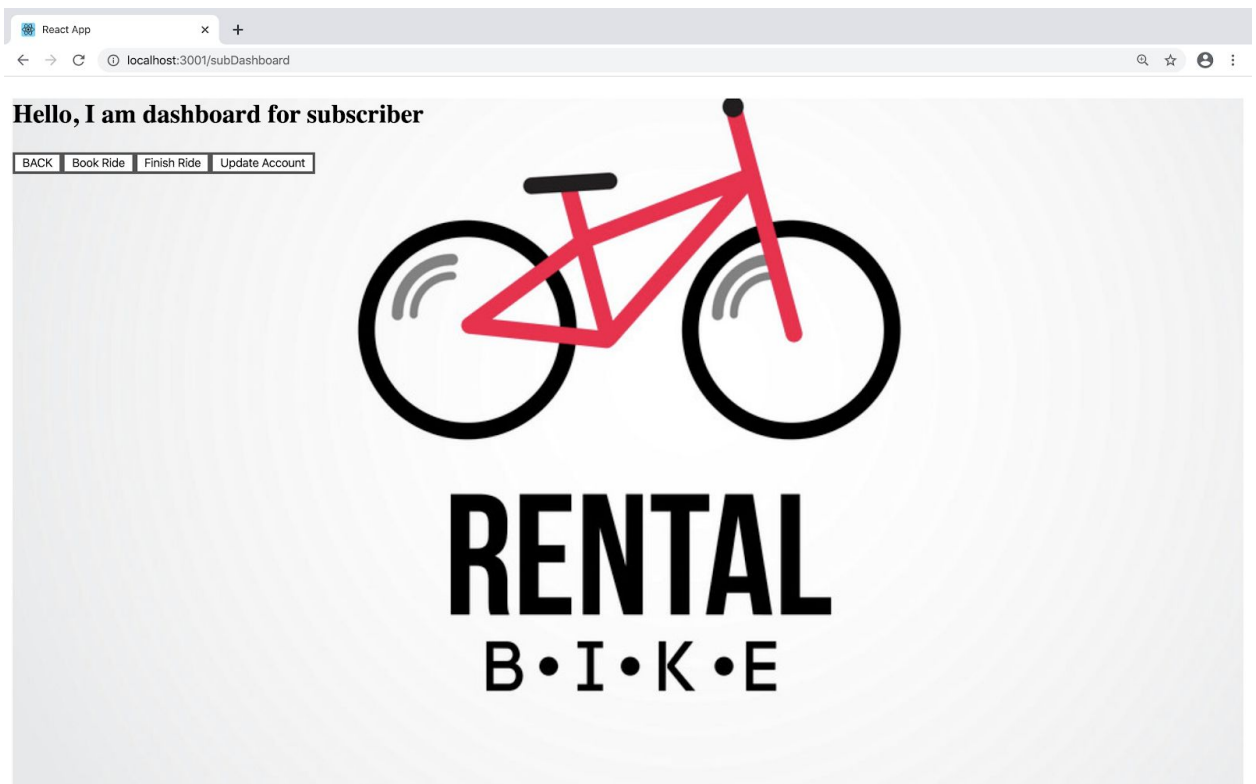 React App
localhost:3001/subDashboard
Hello, I am dashboard for subscriber
BACK Book Ride Finish Ride Update Account
RENTAL
B•I•K•E